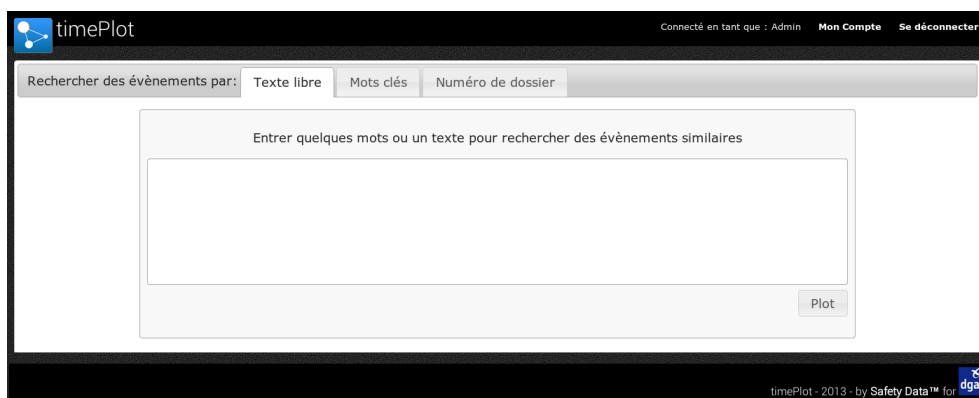 timePlot
Connecté en tant que : Admin Mon Compte Se déconnecter
Rechercher des évènements par: Texte libre Mots clés Numéro de dossier
Entrer quelques mots ou un texte pour rechercher des évènements similaires
Plot
timePlot - 2013 - by Safety Data™ for dga